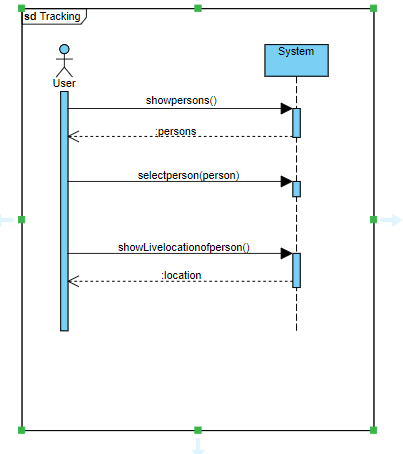 sd Tracking
System
User
showpersons()
:persons
selectperson(person)
showLivelocationofperson()
:location